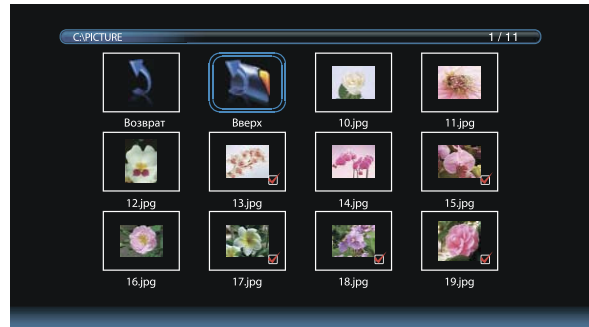 C:\PICTURE 1 / 11
Возврат Вверх 10.jpg 11.jpg
12.jpg 13.jpg 14.jpg 15.jpg
16.jpg 17.jpg 18.jpg 19.jpg